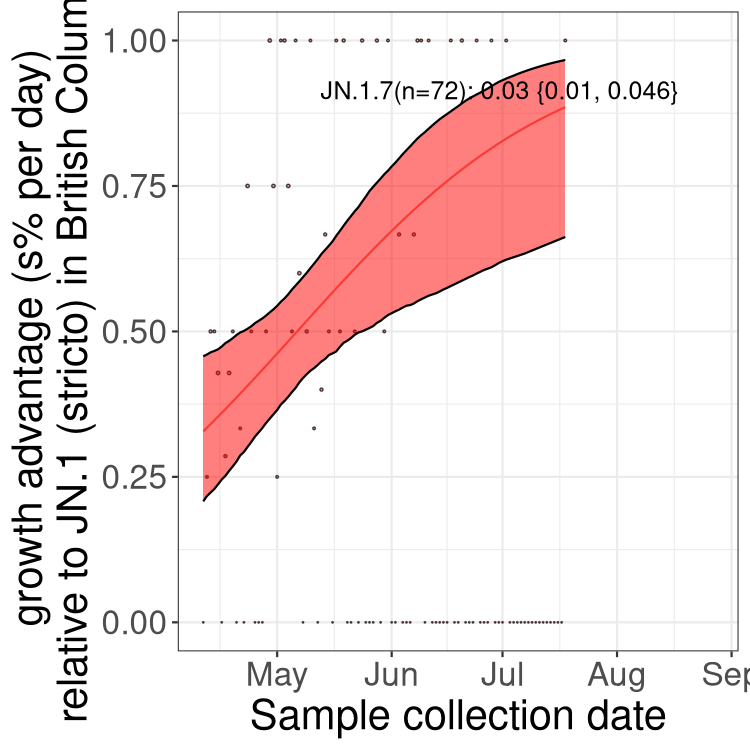 growth advantage (s% per day)
relative to JN.1 (stricto) in British Colum
1.00
0.75
0.50
0.25
0.00
JN.1.7(n=72): 0.03 {0.01, 0.046}
May Jun Jul Aug Sep
Sample collection date